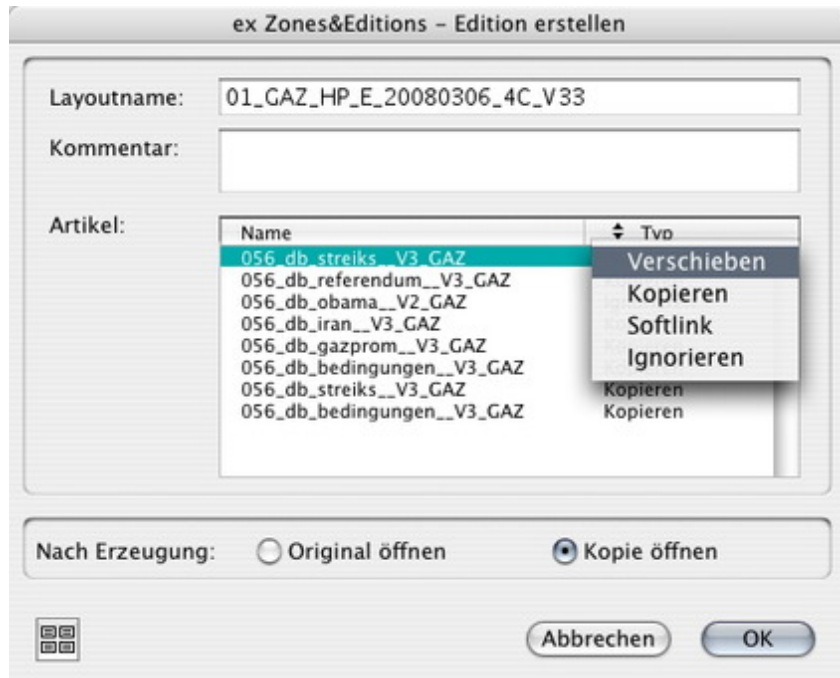 ex Zones&Editions – Edition erstellen
Layoutname: 01_GAZ_HP_E_20080306_4C_V33
Kommentar:
Artikel:
Name Typ
056_db_streiks__V3_GAZ Verschieben
056_db_referendum__V3_GAZ
Kopieren
056_db_obama__V2_GAZ
056_db_iran__V3_GAZ Softlink
056_db_gazprom__V3_GAZ
Ignorieren
056_db_bedingungen__V3_GAZ
056_db_streiks__V3_GAZ Kopieren
056_db_bedingungen__V3_GAZ Kopieren
Nach Erzeugung: Original öffnen Kopie öffnen
Abbrechen OK